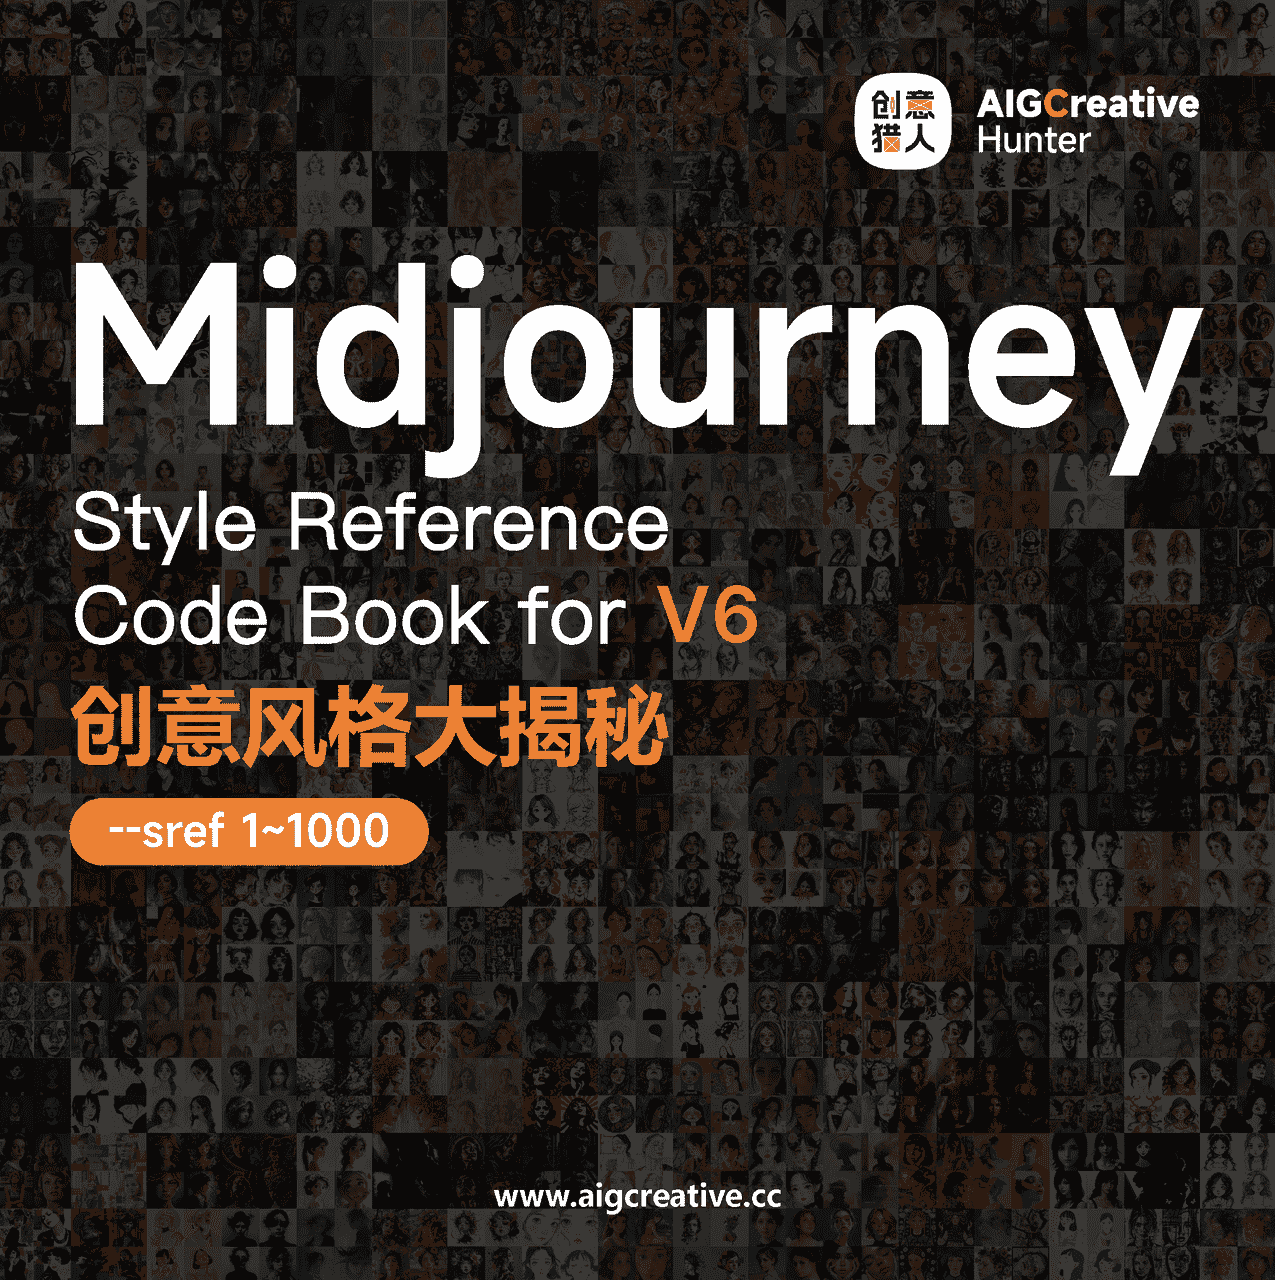 创意
猎人
AIGCreative
Hunter
Midjourney
Style Reference
Code Book for V6
创意风格大揭秘
--sref 1~1000
www.aigcreative.cc